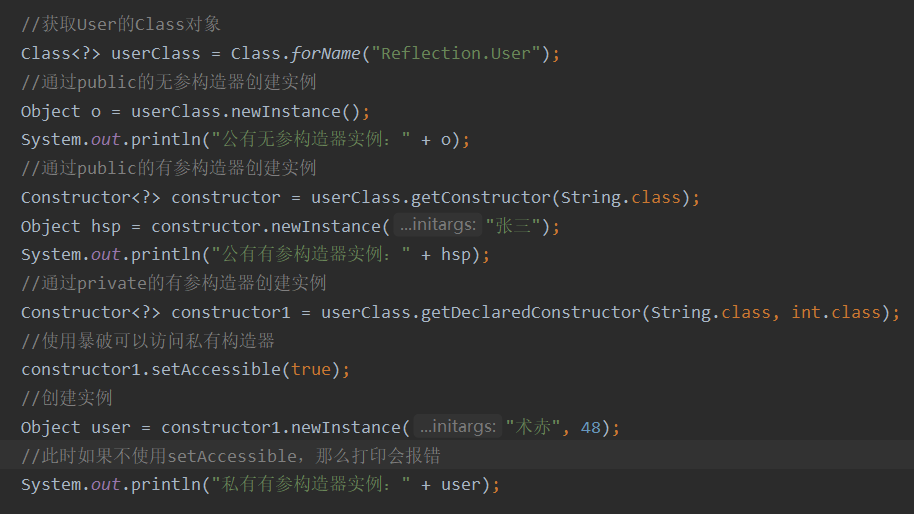 //获取User的Class对象
Class<?> userClass = Class.forName("Reflection.User");
//通过public的无参构造器创建实例
Object o = userClass.newInstance();
System.out.println("公有无参构造器实例：" + o);
//通过public的有参构造器创建实例
Constructor<?> constructor = userClass.getConstructor(String.class);
Object hsp = constructor.newInstance( ...initargs: "张三");
System.out.println("公有有参构造器实例：" + hsp);
//通过private的有参构造器创建实例
Constructor<?> constructor1 = userClass.getDeclaredConstructor(String.class, int.class);
//使用暴破可以访问私有构造器
constructor1.setAccessible(true);
//创建实例
Object user = constructor1.newInstance( ...initargs: "术赤", 48);
//此时如果不使用setAccessible，那么打印会报错
System.out.println("私有有参构造器实例：" + user);